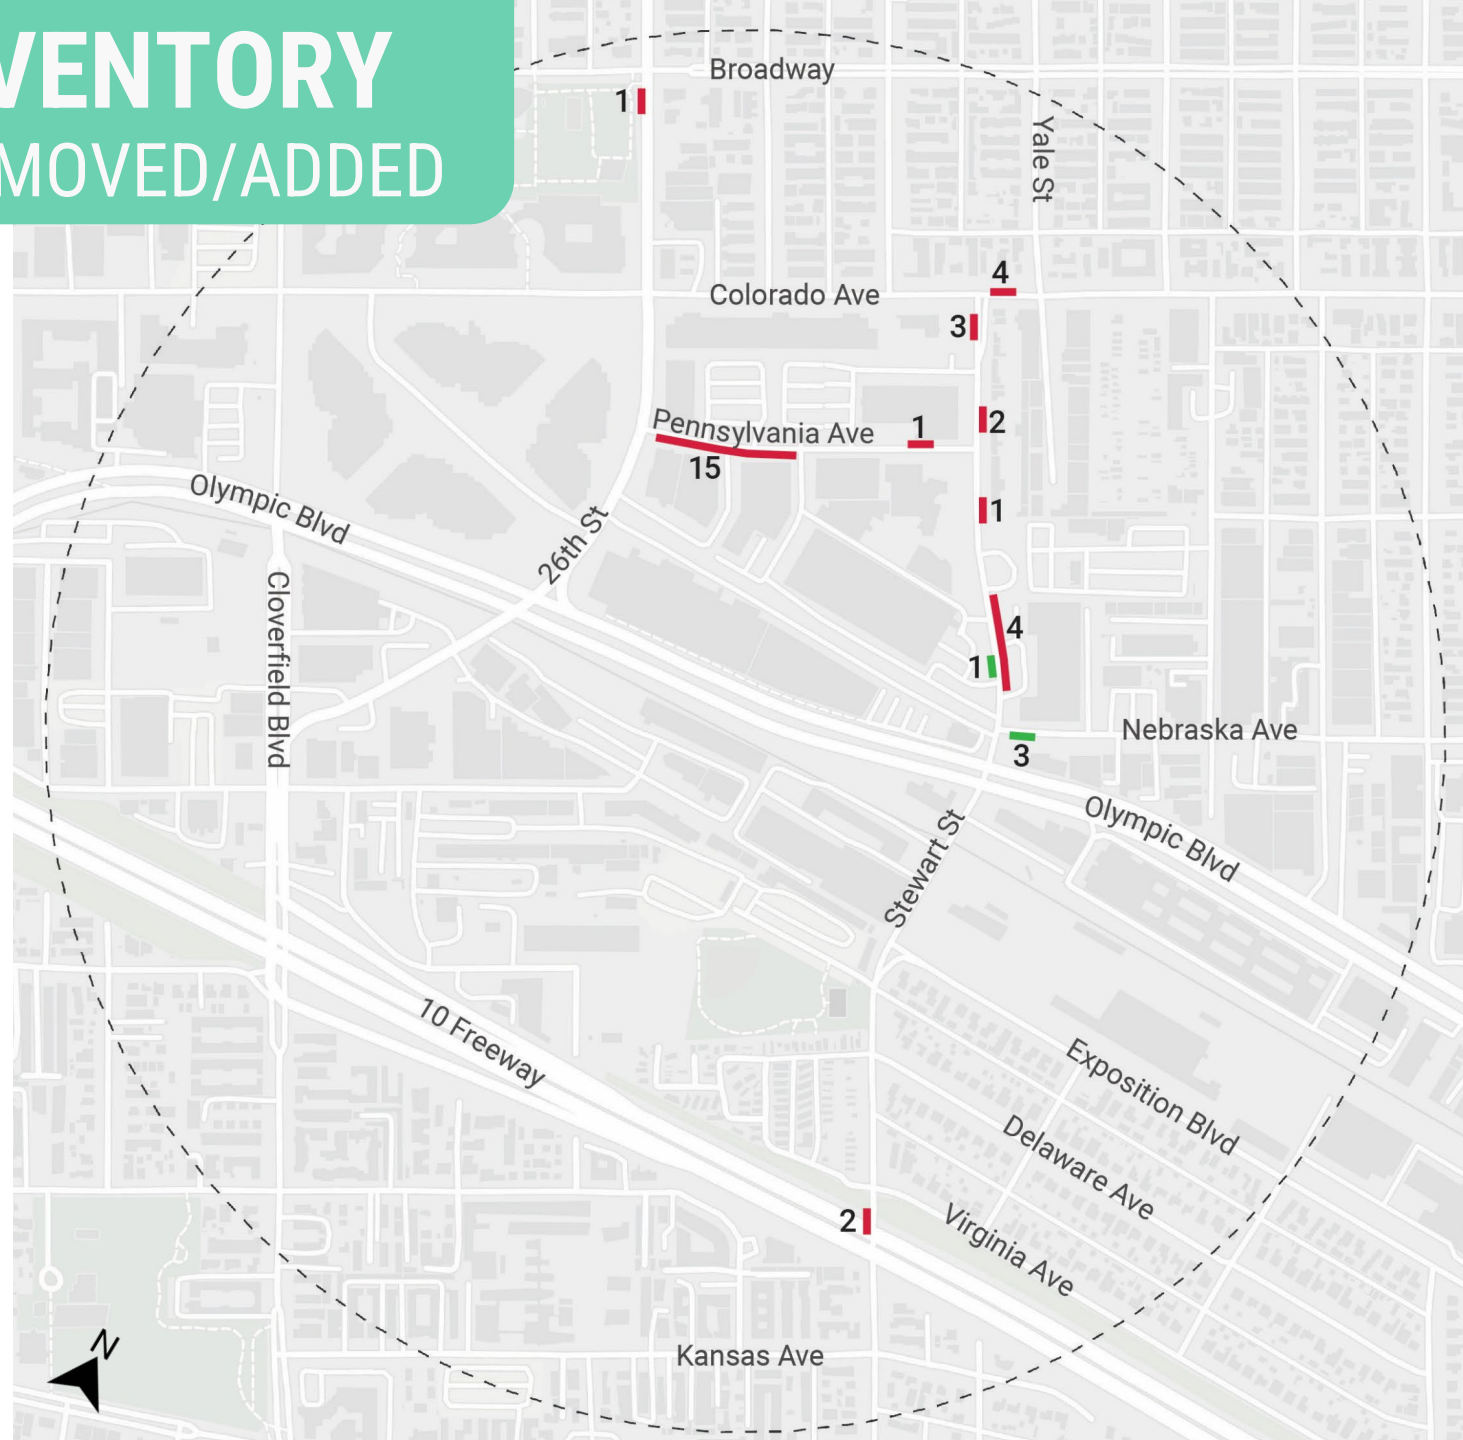 VENTORY
MOVED/ADDED
Broadway
1
Yale St
4
Colorado Ave
3
Pennsylvania Ave
1
2
15
Olympic Blvd
1
26th St
Cloverfield Blvd
4
1
Nebraska Ave
3
Olympic Blvd
Stewart St
10 Freeway
Exposition Blvd
Delaware Ave
Virginia Ave
2
N
Kansas Ave